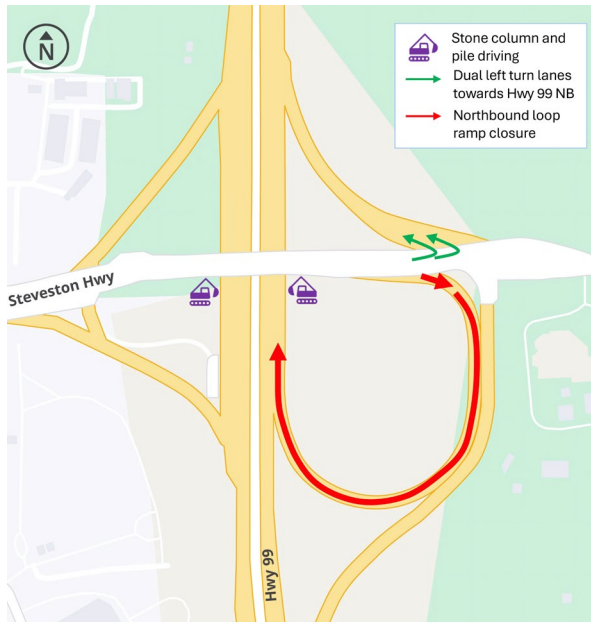 N
Stone column and
pile driving
Dual left turn lanes
towards Hwy 99 NB
Northbound loop
ramp closure
Steveston Hwy
Hwy 99